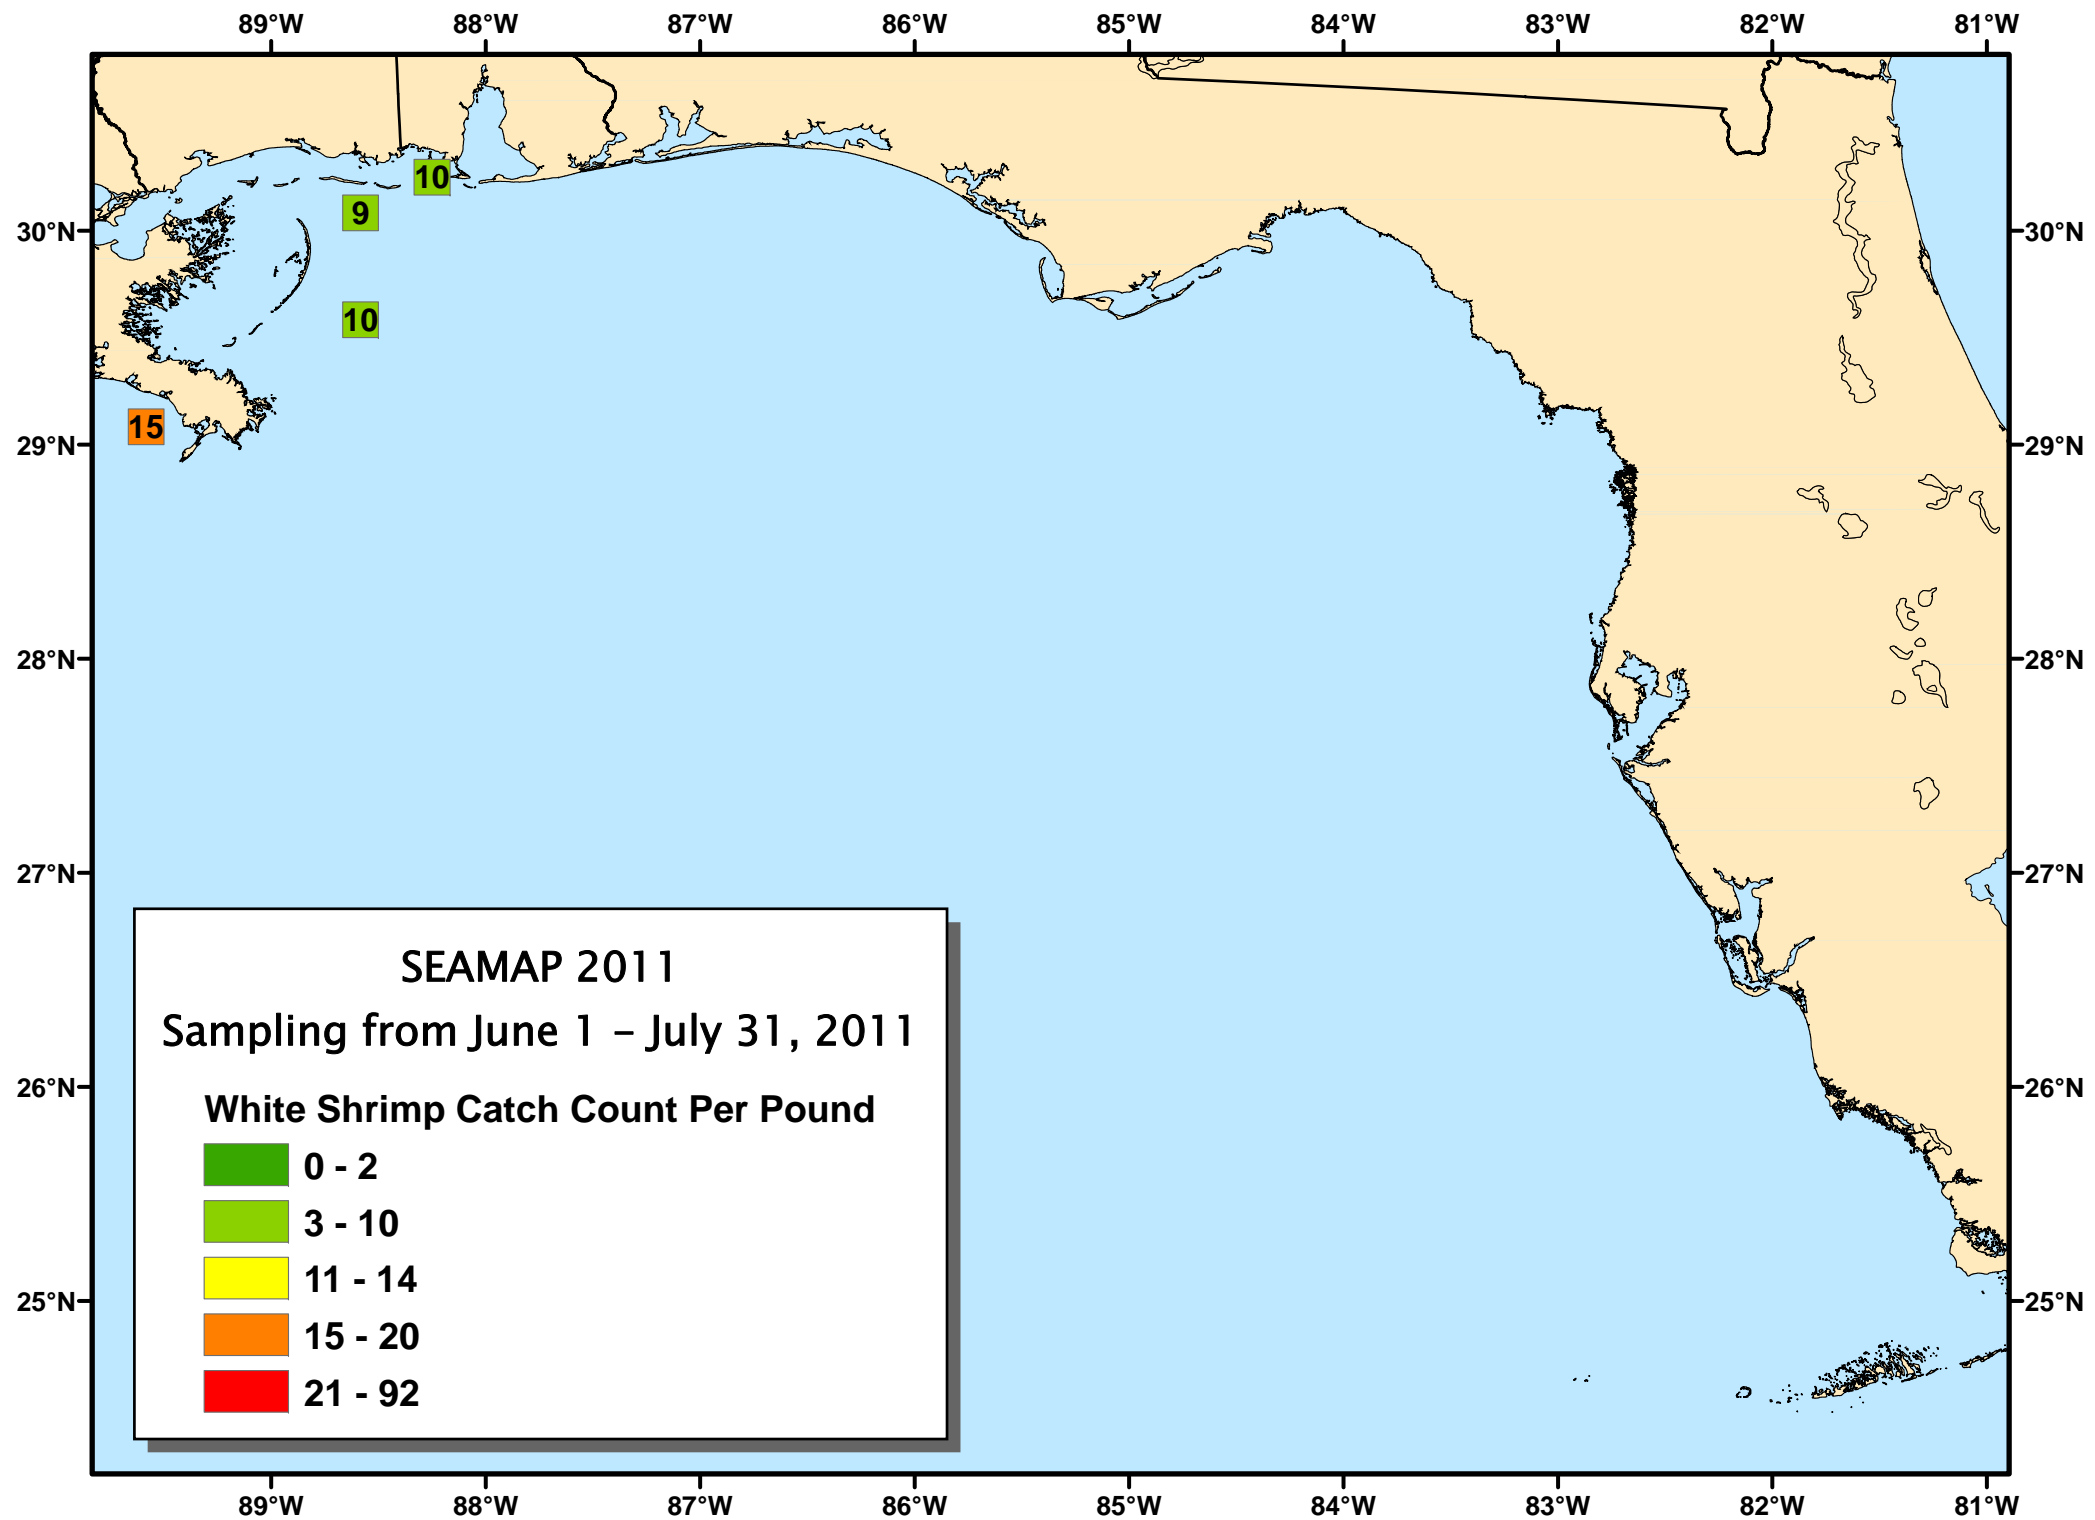 89°W 88°W 87°W 86°W 85°W 84°W 83°W 82°W 81°W
10
9
30°N 30°N
10
15
29°N 29°N
28°N 28°N
27°N 27°N
SEAMAP 2011
Sampling from June 1 - July 31, 2011
26°N 26°N
White Shrimp Catch Count Per Pound
0 - 2
3 - 10
11 - 14
25°N 25°N
15 - 20
21 - 92
89°W 88°W 87°W 86°W 85°W 84°W 83°W 82°W 81°W